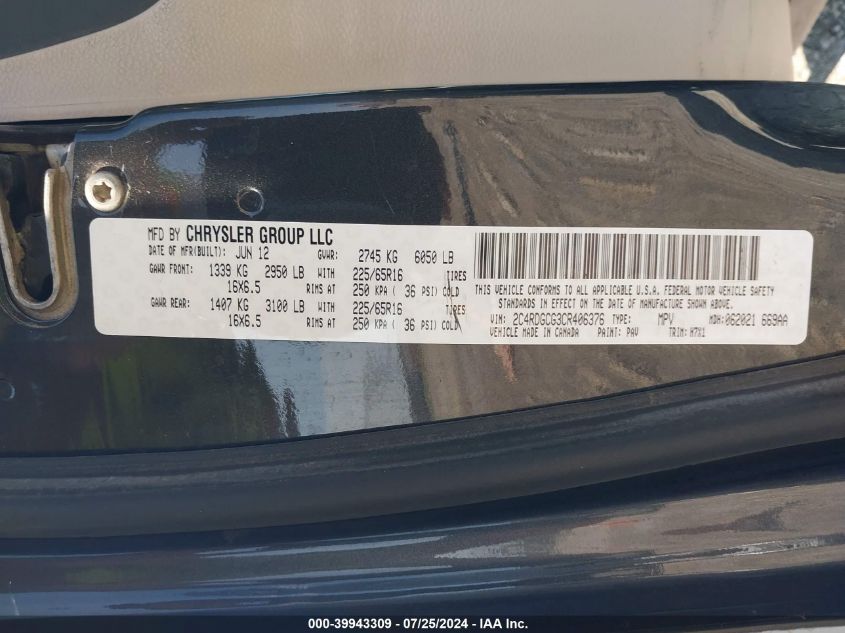 MFD BY CHRYSLER GROUP LLC
DATE OF MFR(BUILT): JUN 12 GVWR: 2745 KG 6050 LB
GAWR FRONT: 1339 KG 2950 LB WITH 225/65R16 TIRES
16X6.5 RIMS AT 250 KPA ( 36 PSI) COLD
GAWR REAR: 1407 KG 3100 LB WITH 225/65R16 TIRES
16X6.5 RIMS AT 250 KPA ( 36 PSI) COLD
THIS VEHICLE CONFORMS TO ALL APPLICABLE U.S.A. FEDERAL MOTOR VEHICLE SAFETY
STANDARDS IN EFFECT ON THE DATE OF MANUFACTURE SHOWN ABOVE.
VIN: 2C4RDGCG3CR406376 TYPE: MPV MDH: 062021 669AA
VEHICLE MADE IN CANADA PAINT: PAV TRIM: H7X1
000-39943309 - 07/25/2024 - IAA Inc.